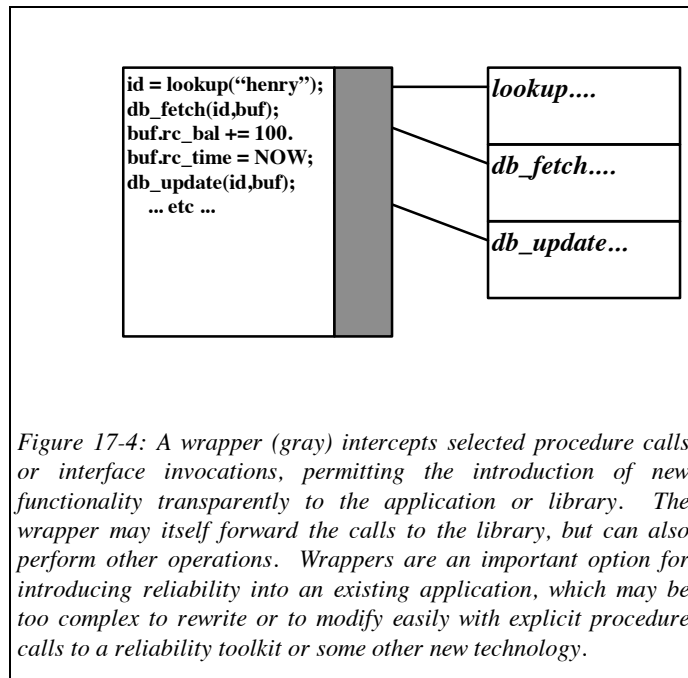 id = lookup(“henry”);
db_fetch(id,buf);
buf.rc_bal += 100.
buf.rc_time = NOW;
db_update(id,buf);
... etc ...
lookup....
db_fetch....
db_update...
Figure 17-4: A wrapper (gray) intercepts selected procedure calls
or interface invocations, permitting the introduction of new
functionality transparently to the application or library. The
wrapper may itself forward the calls to the library, but can also
perform other operations. Wrappers are an important option for
introducing reliability into an existing application, which may be
too complex to rewrite or to modify easily with explicit procedure
calls to a reliability toolkit or some other new technology.